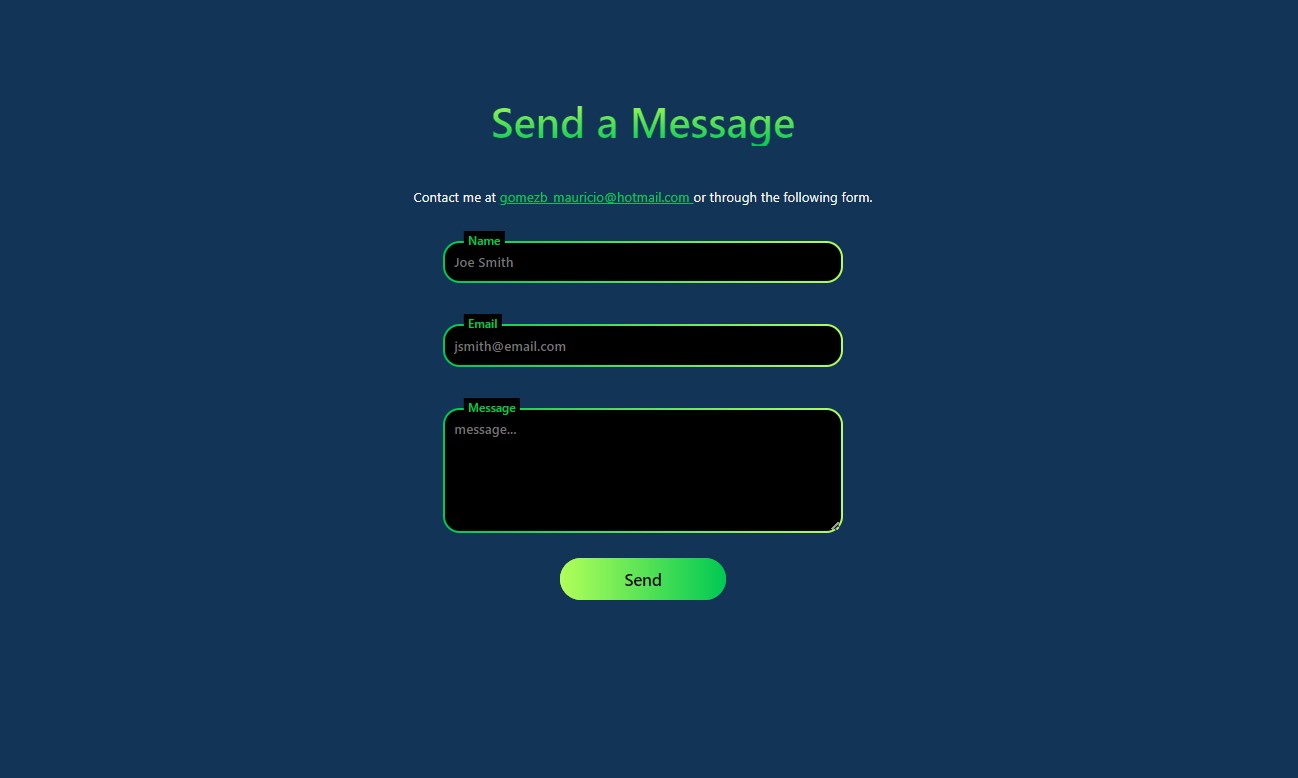 Send a Message
Contact me at gomezb_mauricio@hotmail.com or through the following form.
Name
Joe Smith
Email
jsmith@email.com
Message
message...
Send